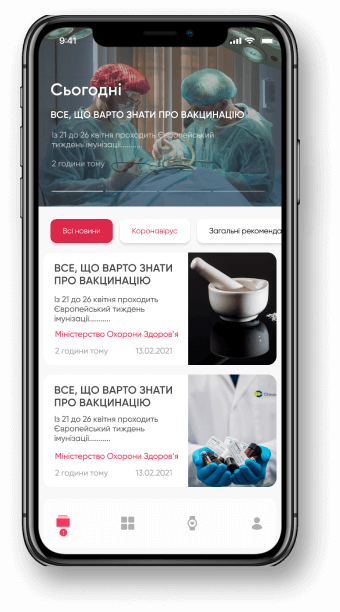 9:41
Сьогодні
ВСЕ, ЩО ВАРТО ЗНАТИ ПРО ВАКЦИНАЦІЮ
Із 21 до 26 квітня проходить Європейський
тиждень імунізації...........
2 години тому
Всі новини
Коронавірус
Загальні рекоменда
ВСЕ, ЩО ВАРТО ЗНАТИ
ПРО ВАКЦИНАЦІЮ
Із 21 до 26 квітня проходить
Європейський тиждень
імунізації...........
Міністерство Охорони Здоров'я
2 години тому
13.02.2021
ВСЕ, ЩО ВАРТО ЗНАТИ
ПРО ВАКЦИНАЦІЮ
Із 21 до 26 квітня проходить
Європейський тиждень
імунізації...........
Міністерство Охорони Здоров'я
2 години тому
13.02.2021